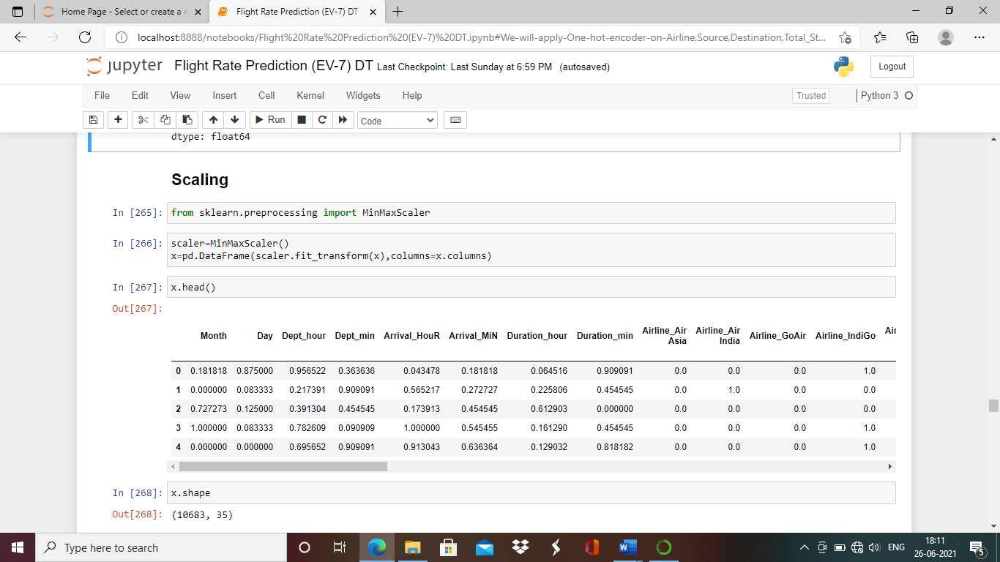 Home Page - Select or create a n
Flight Rate Prediction (EV-7) DT -
localhost:8888/notebooks/Flight%20Rate%20Prediction%20(EV-7)%20DT.ipynb#We-will-apply-One-hot-encoder-on-Airline,Source,Destination,Total_St...
jupyter Flight Rate Prediction (EV-7) DT Last Checkpoint: Last Sunday at 6:59 PM (autosaved)
Logout
File Edit View Insert Cell Kernel Widgets Help
Trusted
Python 3
Run
Code
dtype: float64
Scaling
In [265]: from sklearn.preprocessing import MinMaxScaler
In [266]: scaler=MinMaxScaler()
x=pd.DataFrame(scaler.fit_transform(x),columns=x.columns)
In [267]: x.head()
Out[267]:
Month Day Dept_hour Dept_min Arrival_HouR Arrival_MiN Duration_hour Duration_min Airline_Air Asia Airline_Air India Airline_GoAir Airline_IndiGo Air
0 0.181818 0.875000 0.956522 0.363636 0.043478 0.181818 0.064516 0.909091 0.0 0.0 0.0 1.0
1 0.000000 0.083333 0.217391 0.909091 0.565217 0.272727 0.225806 0.454545 0.0 1.0 0.0 0.0
2 0.727273 0.125000 0.391304 0.454545 0.173913 0.454545 0.612903 0.000000 0.0 0.0 0.0 0.0
3 1.000000 0.083333 0.782609 0.090909 1.000000 0.545455 0.161290 0.454545 0.0 0.0 0.0 1.0
4 0.000000 0.000000 0.695652 0.909091 0.913043 0.636364 0.129032 0.818182 0.0 0.0 0.0 1.0
In [268]: x.shape
Out[268]: (10683, 35)
Type here to search
ENG
18:11
26-06-2021
5